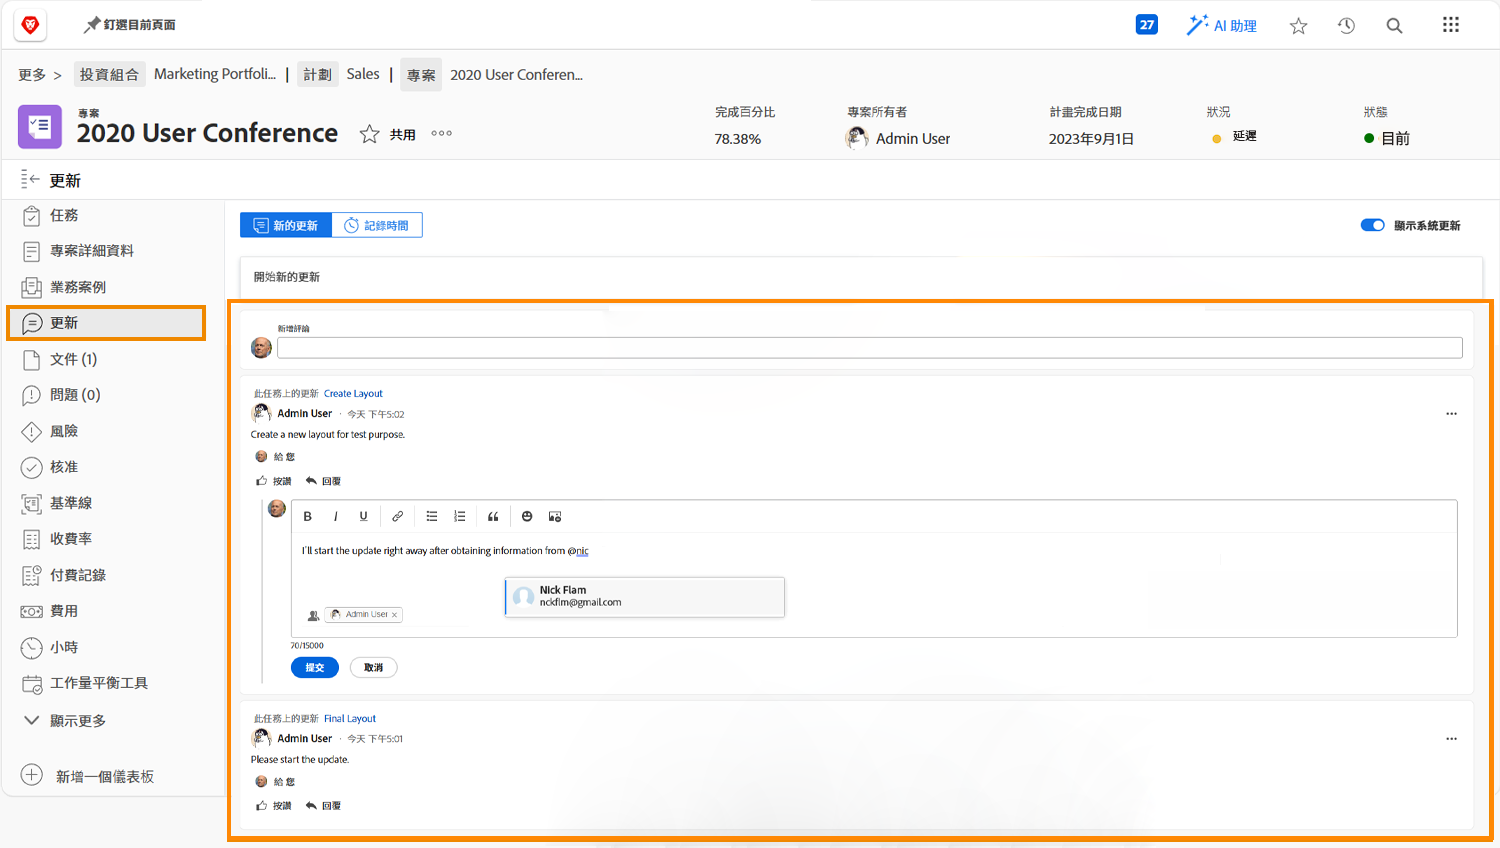 釘選目前頁面
27
AI 助理
更多 > 投資組合 Marketing Portfoli... | 計劃 Sales | 專案 2020 User Conferen...
專案
2020 User Conference
共用
完成百分比
78.38%
專案所有者
Admin User
計畫完成日期
2023年9月1日
狀況
延遲
狀態
目前
更新
任務
專案詳細資料
業務案例
更新
文件 (1)
問題 (0)
風險
核准
基準線
收費率
付費記錄
費用
小時
工作量平衡工具
顯示更多
新增一個儀表板
新的更新
記錄時間
顯示系統更新
開始新的更新
新增評論
此任務上的更新 Create Layout
Admin User · 今天 下午5:02
Create a new layout for test purpose.
給 您
按讚 回覆
B I U
I'll start the update right away after obtaining information from @nic
Nick Flam
nckflm@gmail.com
Admin User ×
70/15000
提交 取消
此任務上的更新 Final Layout
Admin User · 今天 下午5:01
Please start the update.
給 您
按讚 回覆